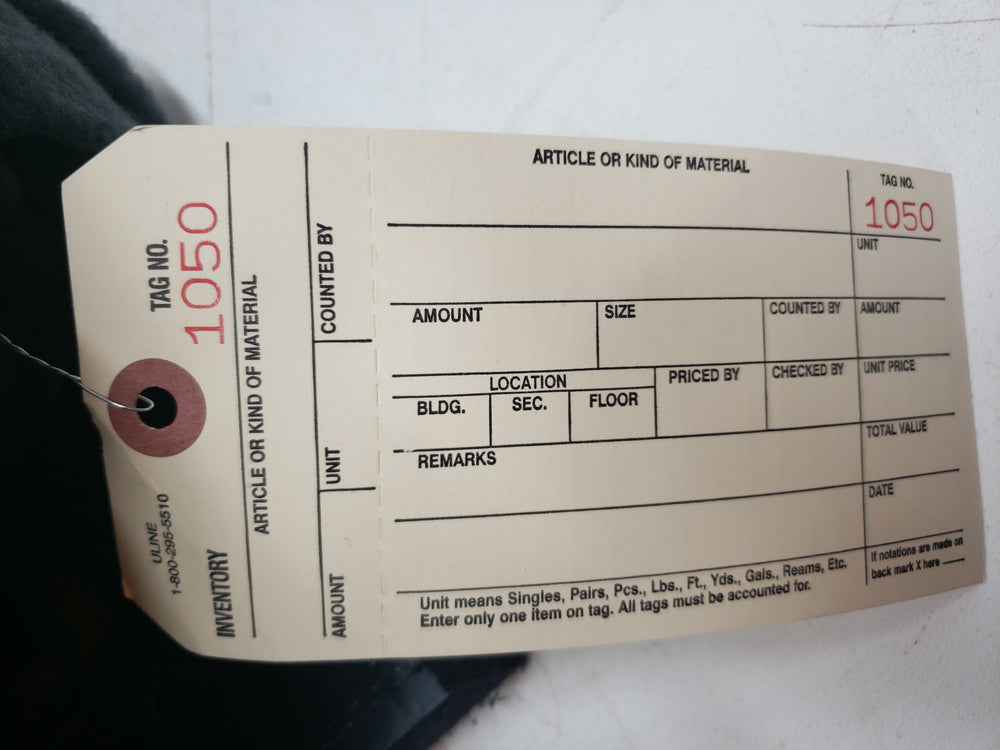 TAG NO.
1050
ULINE
1-800-295-5510
INVENTORY
ARTICLE OR KIND OF MATERIAL
COUNTED BY
UNIT
AMOUNT
ARTICLE OR KIND OF MATERIAL
TAG NO.
1050
UNIT
AMOUNT
SIZE
COUNTED BY
AMOUNT
LOCATION
BLDG.
SEC.
FLOOR
PRICED BY
CHECKED BY
UNIT PRICE
REMARKS
TOTAL VALUE
DATE
If notations are made on
back mark X here
Unit means Singles, Pairs, Pcs., Lbs., Ft., Yds., Gals., Reams, Etc.
Enter only one item on tag. All tags must be accounted for.